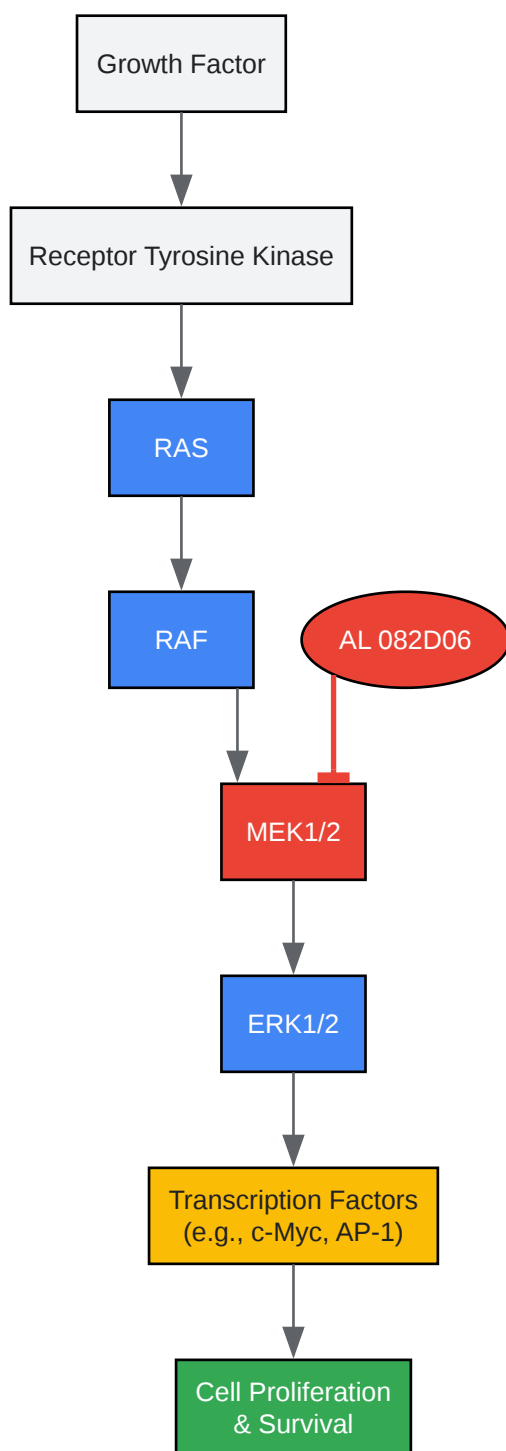 Growth Factor
Receptor Tyrosine Kinase
RAS
RAF
AL 082D06
MEK1/2
ERK1/2
Transcription Factors
(e.g., c-Myc, AP-1)
Cell Proliferation
& Survival